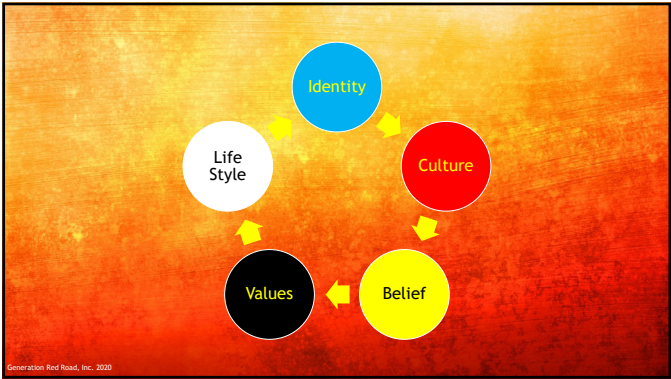 Identity
Culture
Belief
Values
Life
Style
Generation Red Road, Inc. 2020